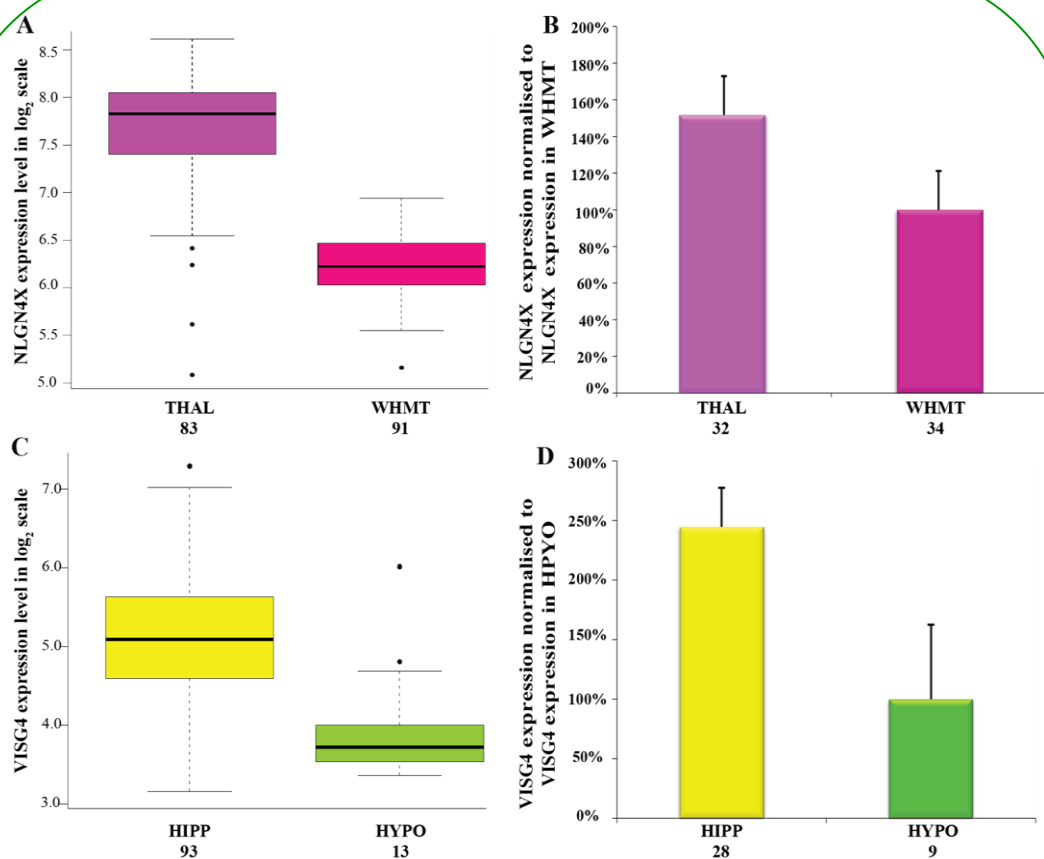 A
NLGN4X expression level in log2 scale
8.5
8.0
7.5
7.0
6.5
6.0
5.5
5.0
THAL
WHMT
83
91
B
NLGN4X expression normalised to
NLGN4X expression in WHMT
200%
180%
160%
140%
120%
100%
80%
60%
40%
20%
0%
THAL
WHMT
32
34
C
VISG4 expression level in log2 scale
7.0
6.0
5.0
4.0
3.0
HIPP
HYPO
93
13
D
VISG4 expression normalised to
VISG4 expression in HPYO
300%
250%
200%
150%
100%
50%
0%
HIPP
HYPO
28
9